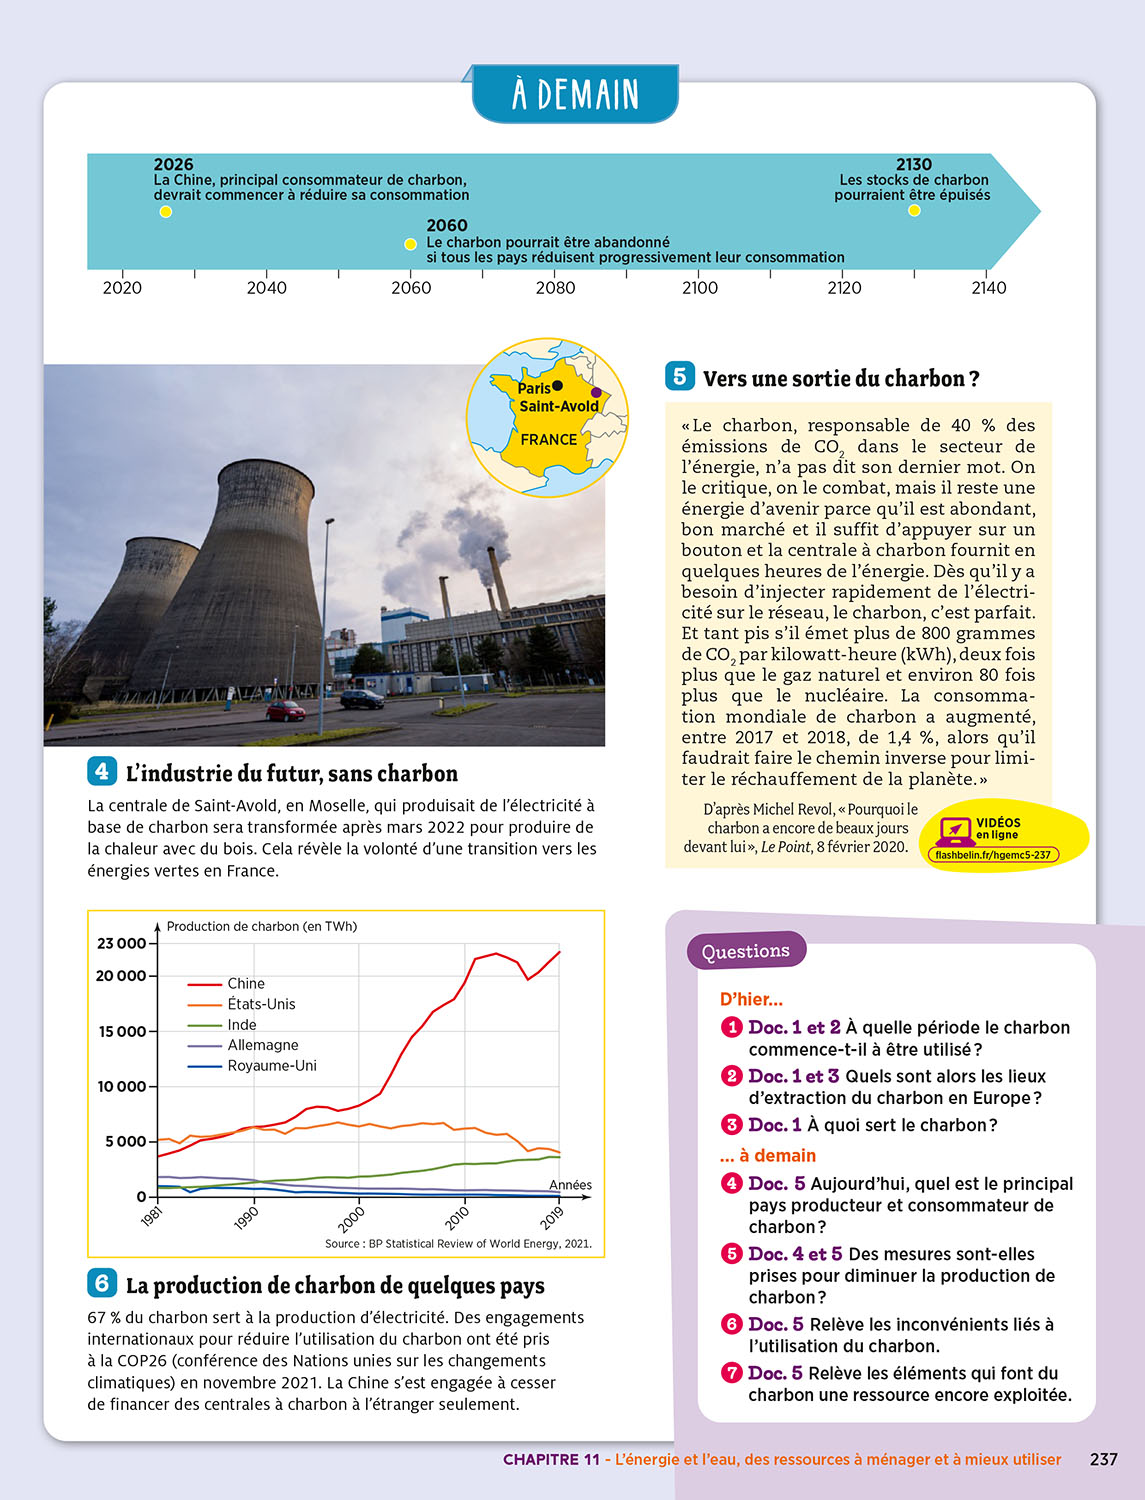 À DEMAIN
2026
La Chine, principal consommateur de charbon,
devrait commencer à réduire sa consommation
2060
Le charbon pourrait être abandonné
si tous les pays réduisent progressivement leur consommation
2130
Les stocks de charbon
pourraient être épuisés
2020
2040
2060
2080
2100
2120
2140
Paris
Saint-Avold
FRANCE
4 L’industrie du futur, sans charbon
La centrale de Saint-Avold, en Moselle, qui produisait de l’électricité à
base de charbon sera transformée après mars 2022 pour produire de
la chaleur avec du bois. Cela révèle la volonté d’une transition vers les
énergies vertes en France.
Production de charbon (en TWh)
23 000
20 000
15 000
10 000
5 000
0
Chine
États-Unis
Inde
Allemagne
Royaume-Uni
Années
1981
1990
2000
2010
2019
Source : BP Statistical Review of World Energy, 2021.
6 La production de charbon de quelques pays
67 % du charbon sert à la production d’électricité. Des engagements
internationaux pour réduire l’utilisation du charbon ont été pris
à la COP26 (conférence des Nations unies sur les changements
climatiques) en novembre 2021. La Chine s’est engagée à cesser
de financer des centrales à charbon à l’étranger seulement.
5 Vers une sortie du charbon ?
« Le charbon, responsable de 40 % des
émissions de CO2 dans le secteur de
l’énergie, n’a pas dit son dernier mot. On
le critique, on le combat, mais il reste une
énergie d’avenir parce qu’il est abondant,
bon marché et il suffit d’appuyer sur un
bouton et la centrale à charbon fournit en
quelques heures de l’énergie. Dès qu’il y a
besoin d’injecter rapidement de l’électri-
cité sur le réseau, le charbon, c’est parfait.
Et tant pis s’il émet plus de 800 grammes
de CO2 par kilowatt-heure (kWh), deux fois
plus que le gaz naturel et environ 80 fois
plus que le nucléaire. La consomma-
tion mondiale de charbon a augmenté,
entre 2017 et 2018, de 1,4 %, alors qu’il
faudrait faire le chemin inverse pour limi-
ter le réchauffement de la planète. »
D’après Michel Revol, « Pourquoi le
charbon a encore de beaux jours
devant lui », Le Point, 8 février 2020.
VIDÉOS
en ligne
flashbelin.fr/hgemc5-237
Questions
D’hier...
1 Doc. 1 et 2 À quelle période le charbon
commence-t-il à être utilisé ?
2 Doc. 1 et 3 Quels sont alors les lieux
d’extraction du charbon en Europe ?
3 Doc. 1 À quoi sert le charbon ?
... à demain
4 Doc. 5 Aujourd’hui, quel est le principal
pays producteur et consommateur de
charbon ?
5 Doc. 4 et 5 Des mesures sont-elles
prises pour diminuer la production de
charbon ?
6 Doc. 5 Relève les inconvénients liés à
l’utilisation du charbon.
7 Doc. 5 Relève les éléments qui font du
charbon une ressource encore exploitée.
CHAPITRE 11 - L’énergie et l’eau, des ressources à ménager et à mieux utiliser 237